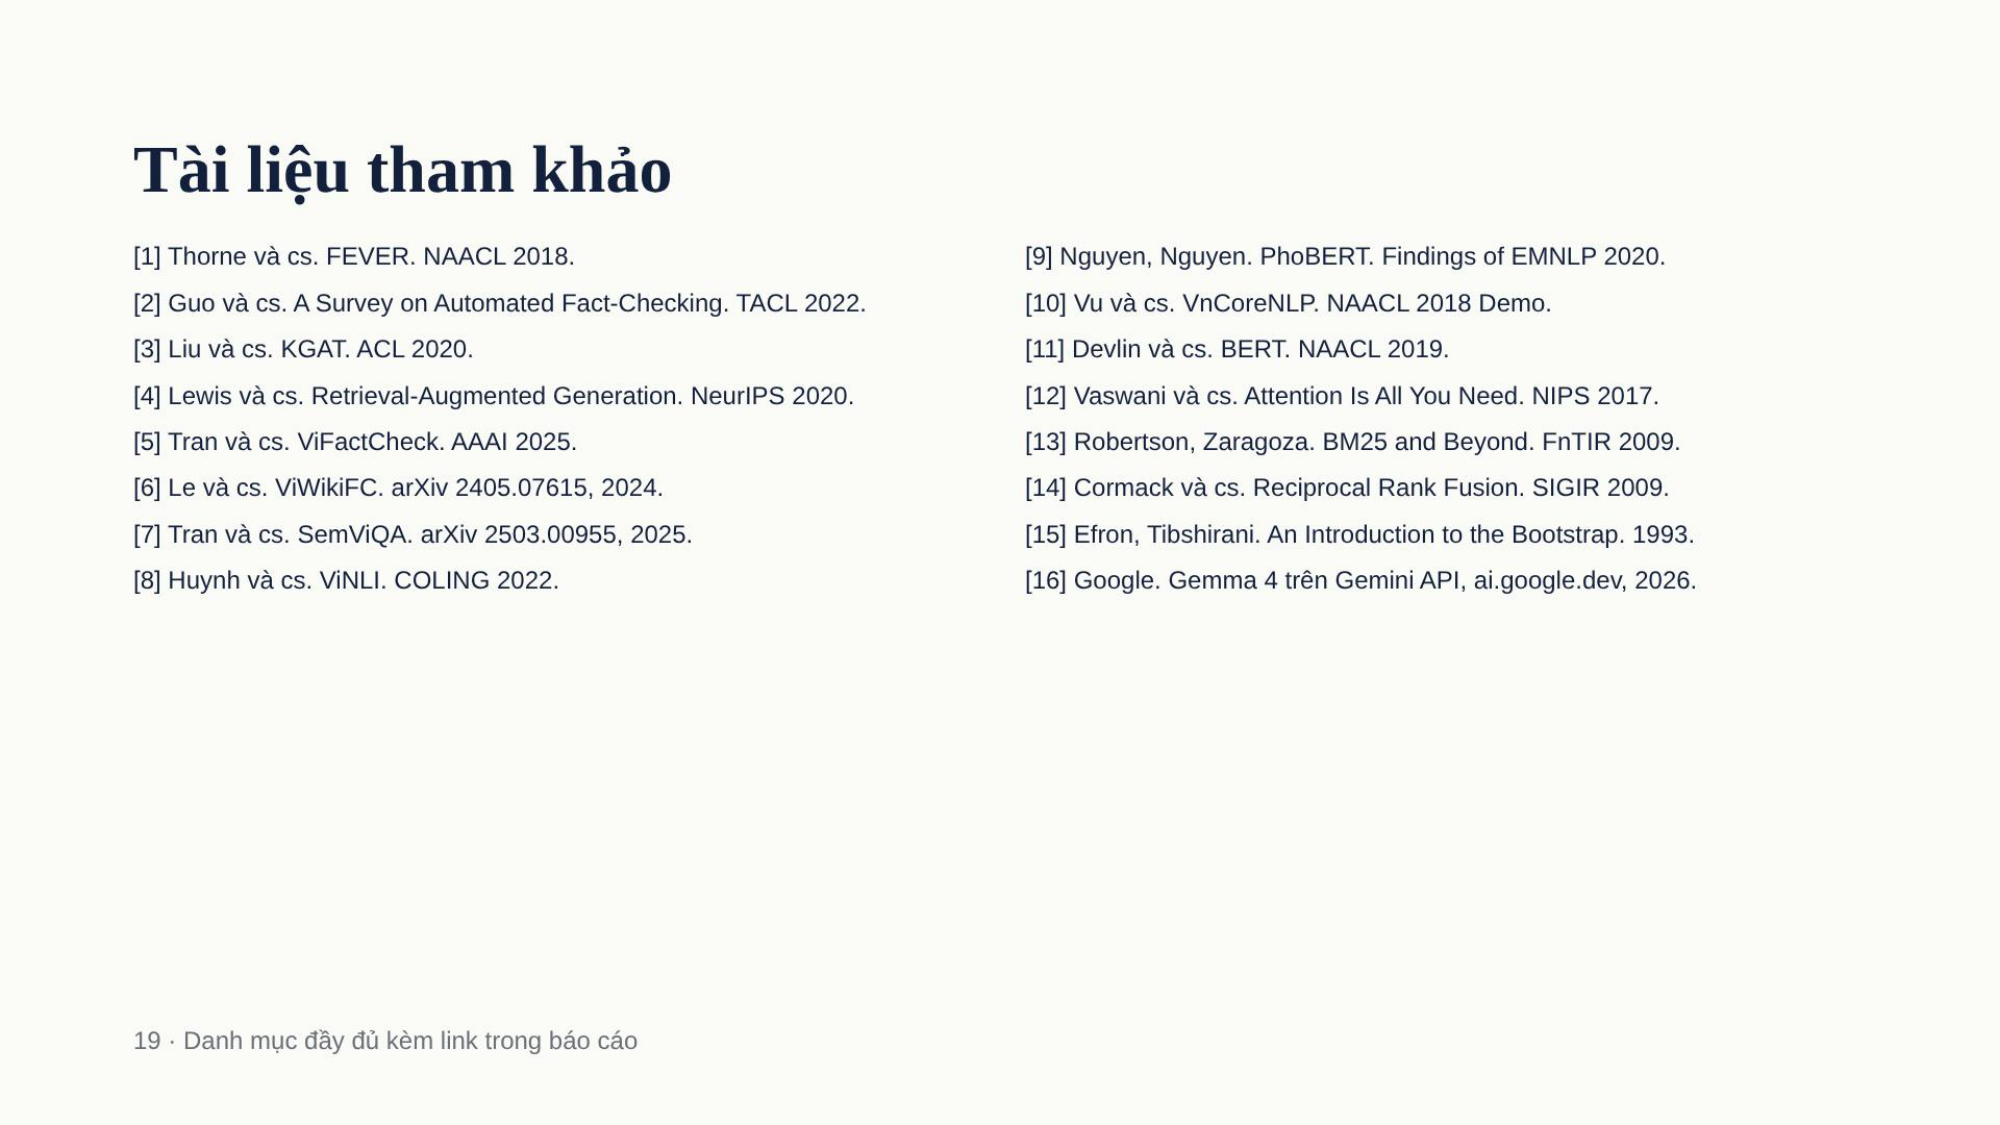 Tài liệu tham khảo
[1] Thorne và cs. FEVER. NAACL 2018.
[2] Guo và cs. A Survey on Automated Fact-Checking. TACL 2022.
[3] Liu và cs. KGAT. ACL 2020.
[4] Lewis và cs. Retrieval-Augmented Generation. NeurIPS 2020.
[5] Tran và cs. ViFactCheck. AAAI 2025.
[6] Le và cs. ViWikiFC. arXiv 2405.07615, 2024.
[7] Tran và cs. SemViQA. arXiv 2503.00955, 2025.
[8] Huynh và cs. ViNLI. COLING 2022.
[9] Nguyen, Nguyen. PhoBERT. Findings of EMNLP 2020.
[10] Vu và cs. VnCoreNLP. NAACL 2018 Demo.
[11] Devlin và cs. BERT. NAACL 2019.
[12] Vaswani và cs. Attention Is All You Need. NIPS 2017.
[13] Robertson, Zaragoza. BM25 and Beyond. FnTIR 2009.
[14] Cormack và cs. Reciprocal Rank Fusion. SIGIR 2009.
[15] Efron, Tibshirani. An Introduction to the Bootstrap. 1993.
[16] Google. Gemma 4 trên Gemini API, ai.google.dev, 2026.
19 · Danh mục đầy đủ kèm link trong báo cáo